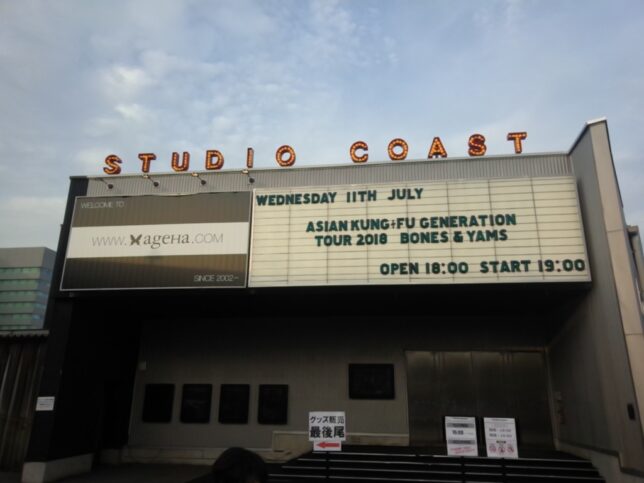 STUDIO COAST
WELCOME TO
WWW.ageHa.COM
SINCE 2002~
WEDNESDAY 11TH JULY
ASIAN KUNG-FU GENERATION
TOUR 2018 BONES & YAMS
OPEN 18:00 START 19:00
グッズ販売
最後尾